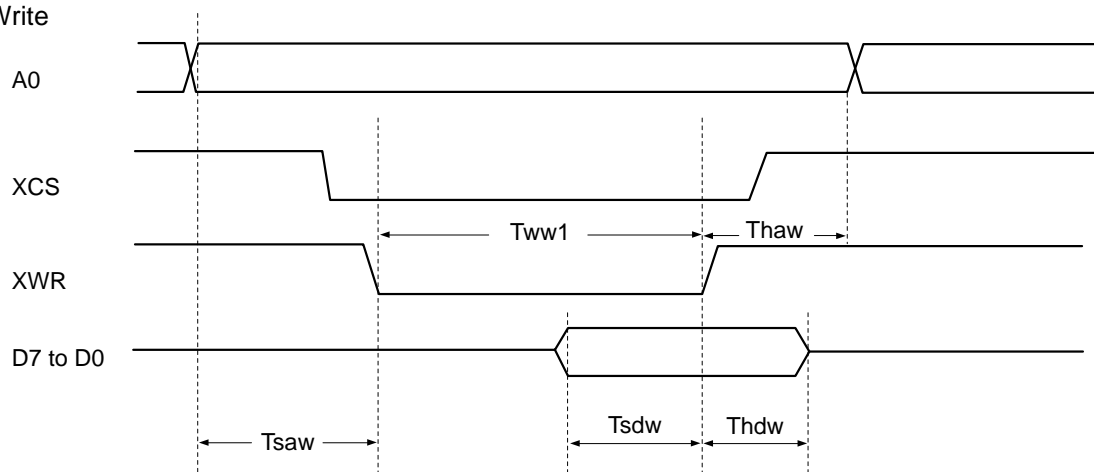 Write
A0
XCS
Tww1
Thaw
XWR
D7 to D0
Tsaw
Tsdw
Thdw